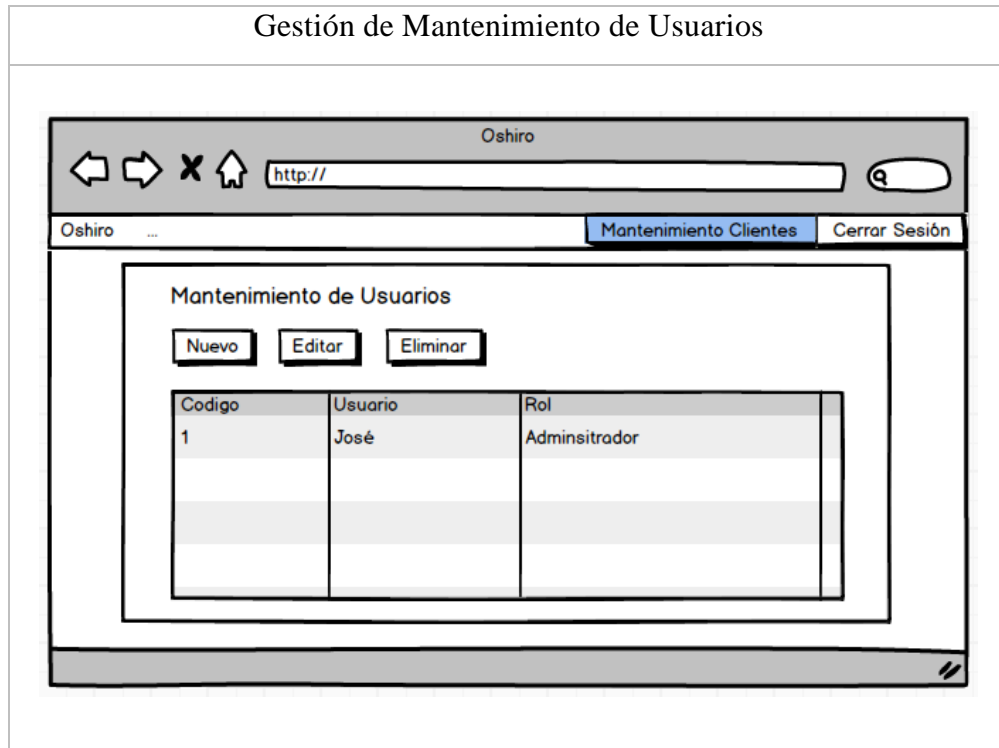 Gestión de Mantenimiento de Usuarios
Oshiro
http://
Oshiro ... Mantenimiento Clientes Cerrar Sesión
Mantenimiento de Usuarios
Nuevo Editar Eliminar
Codigo Usuario Rol
1 José Adminsitrador